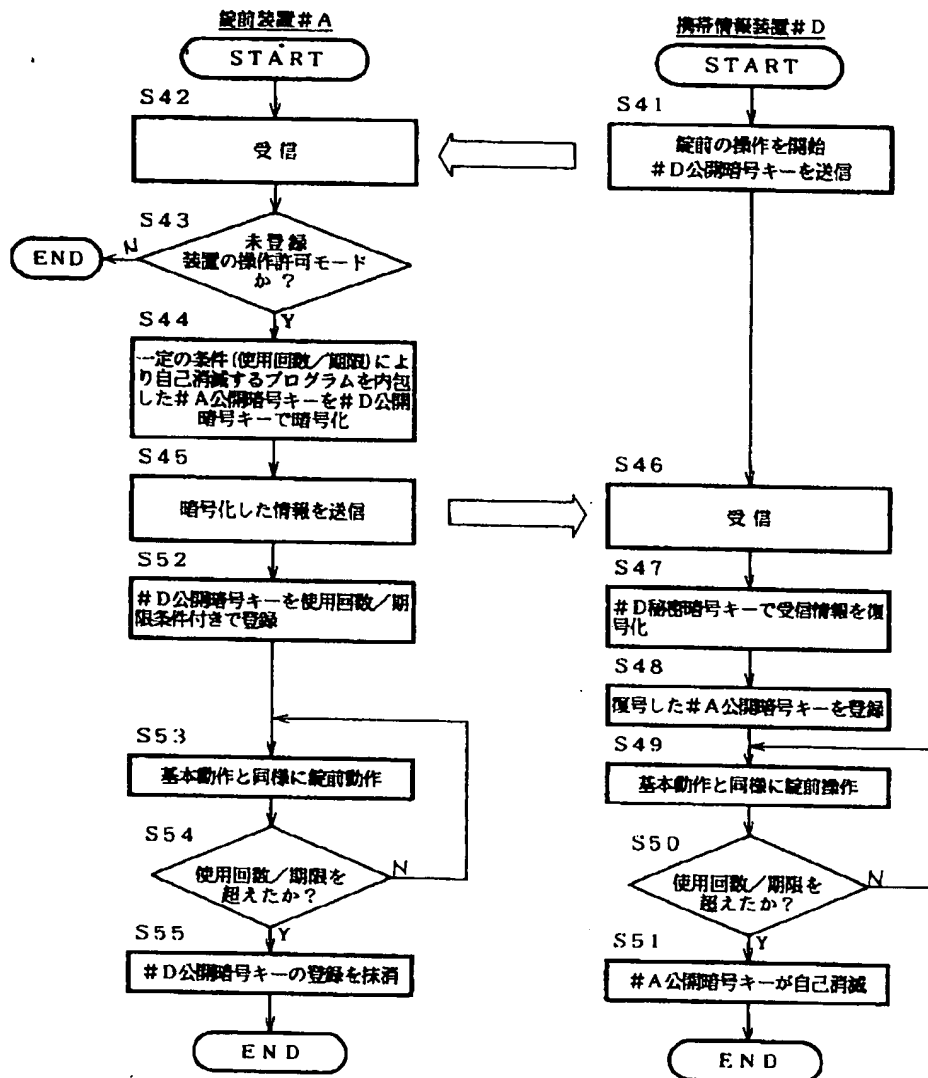 錠前装置#A
START
S42
受信
S43
未登録
装置の操作許可モード
か?
N
END
Y
S44
一定の条件(使用回数/期限)によ
り自己消滅するプログラムを内包
した#A公開暗号キーを#D公開
暗号キーで暗号化
S45
暗号化した情報を送信
S52
#D公開暗号キーを使用回数/期
限条件付きで登録
S53
基本動作と同様に錠前動作
S54
使用回数/期限を
超えたか?
N
Y
S55
#D公開暗号キーの登録を抹消
END
携帯情報装置#D
START
S41
錠前の操作を開始
#D公開暗号キーを送信
S46
受信
S47
#D秘密暗号キーで受信情報を復
号化
S48
復号した#A公開暗号キーを登録
S49
基本動作と同様に錠前操作
S50
使用回数/期限を
超えたか?
N
Y
S51
#A公開暗号キーが自己消滅
END